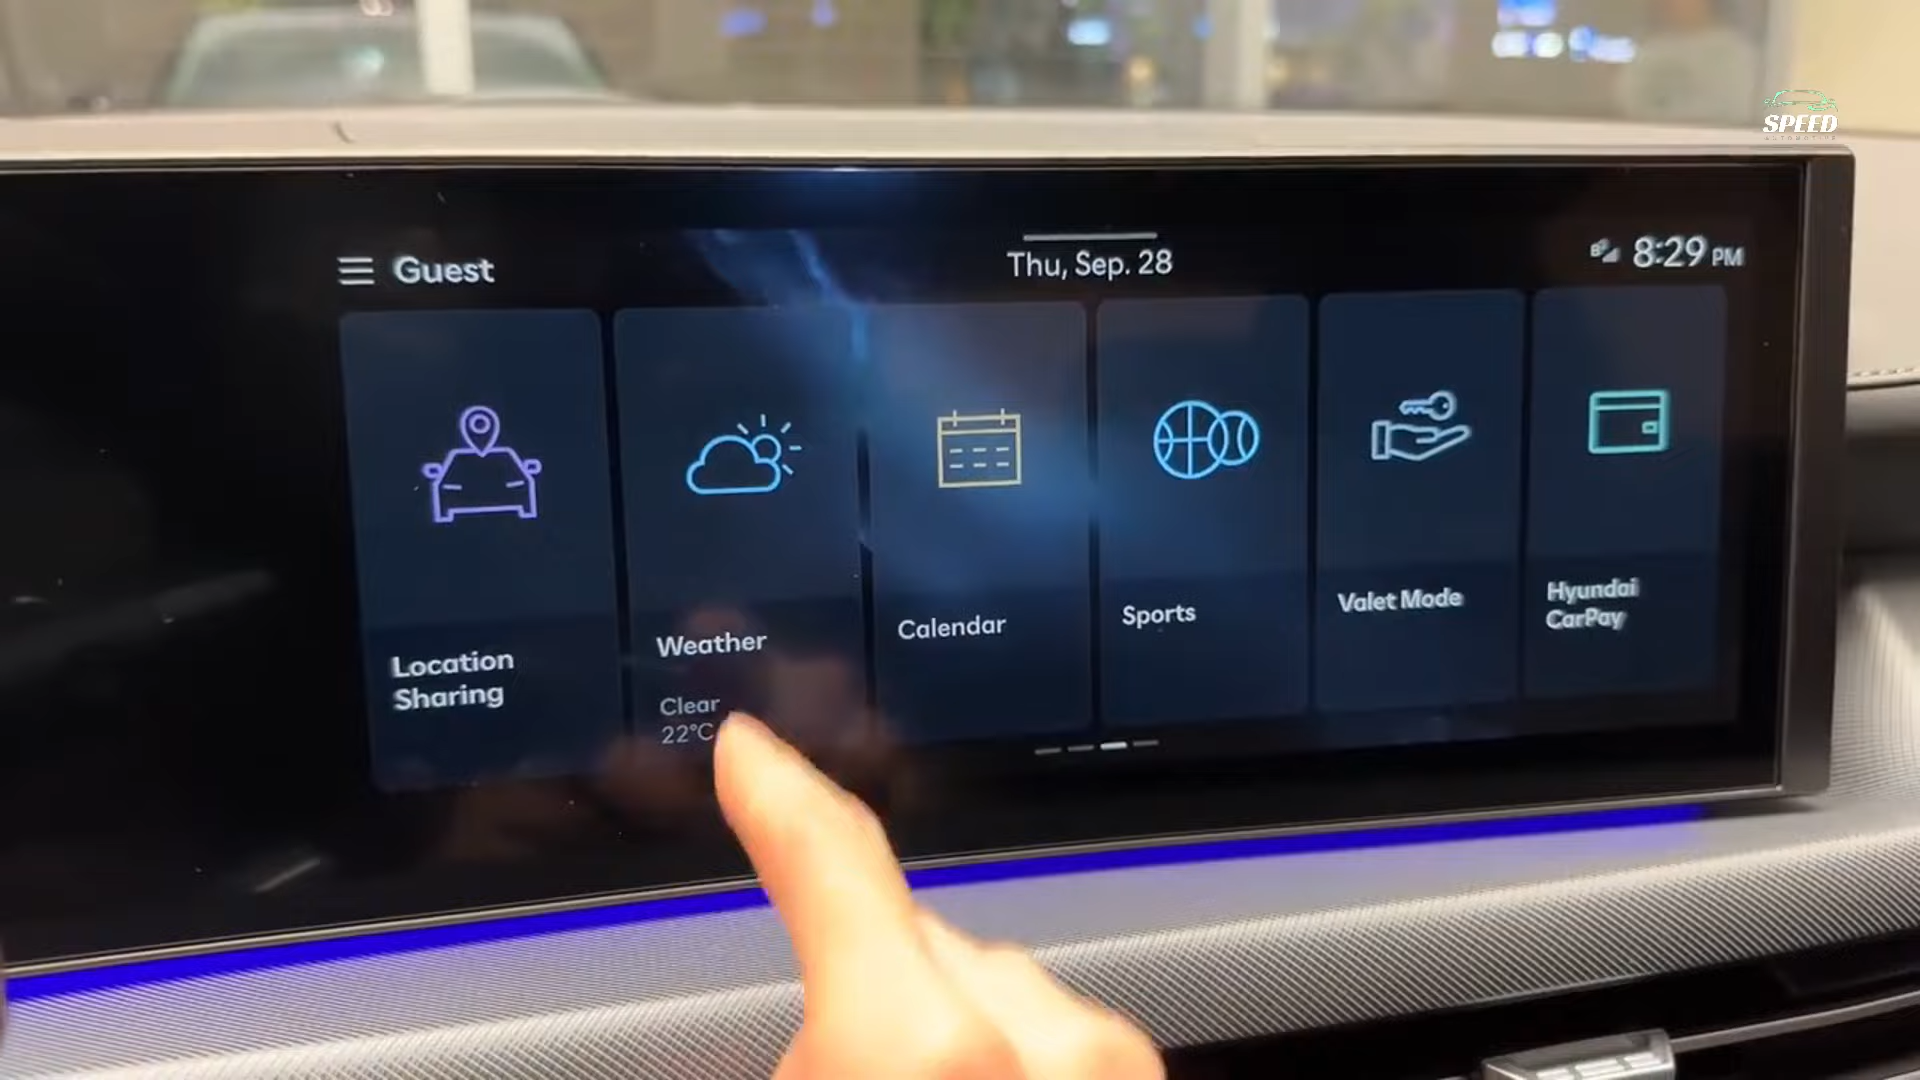 SPEED
Guest
Thu, Sep. 28
8:29 PM
Location
Sharing
Weather
Clear
22°C
Calendar
Sports
Valet Mode
Hyundai
CarPay